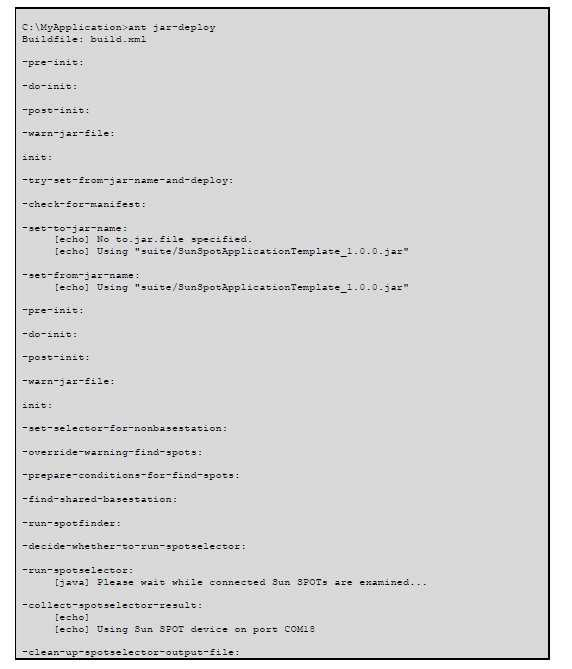 C:\MyApplication>ant jar-deploy
Buildfile: build.xml
-pre-init:
-do-init:
-post-init:
-warn-jar-file:
init:
-try-set-from-jar-name-and-deploy:
-check-for-manifest:
-set-to-jar-name:
[echo] No to.jar.file specified.
[echo] Using "suite/SunSpotApplicationTemplate_1.0.0.jar"
-set-from-jar-name:
[echo] Using "suite/SunSpotApplicationTemplate_1.0.0.jar"
-pre-init:
-do-init:
-post-init:
-warn-jar-file:
init:
-set-selector-for-nonbasestation:
-override-warning-find-spots:
-prepare-conditions-for-find-spots:
-find-shared-basestation:
-run-spotfinder:
-decide-whether-to-run-spotselector:
-run-spotselector:
[java] Please wait while connected Sun SPOTs are examined...
-collect-spotselector-result:
[echo]
[echo] Using Sun SPOT device on port COM18
-clean-up-spotselector-output-file: